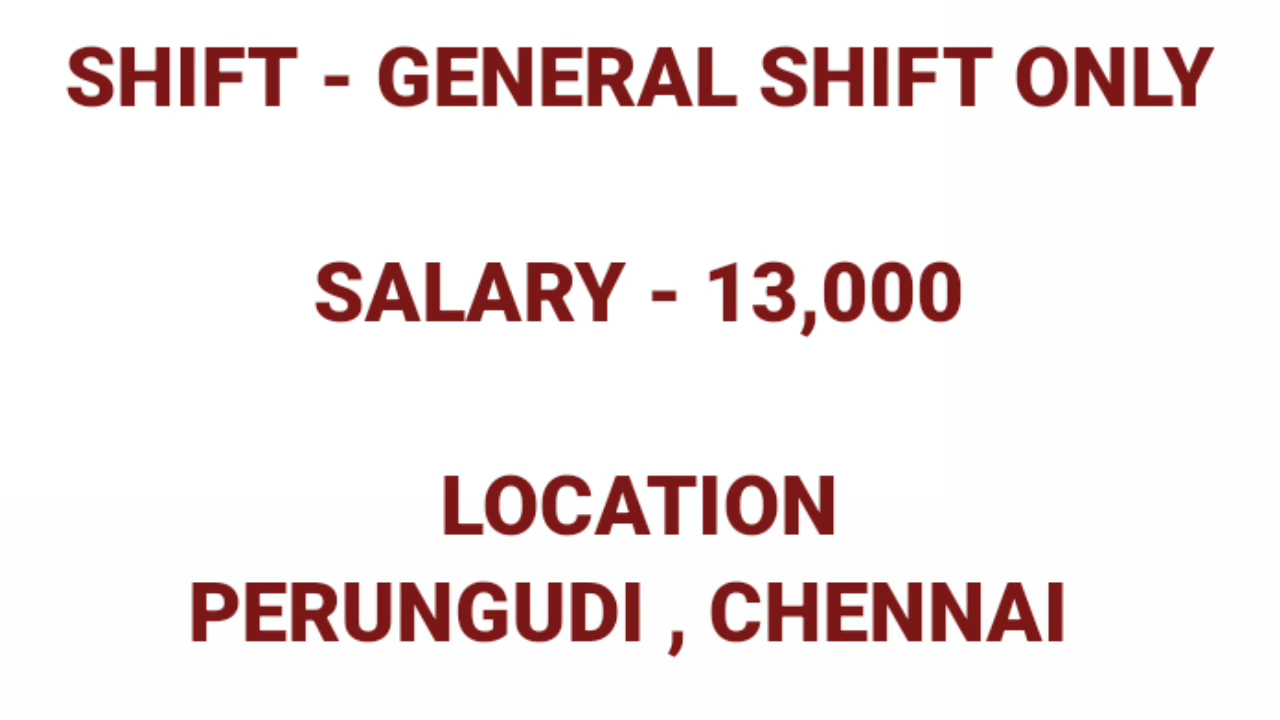 SHIFT - GENERAL SHIFT ONLY
SALARY - 13,000
LOCATION
PERUNGUDI , CHENNAI